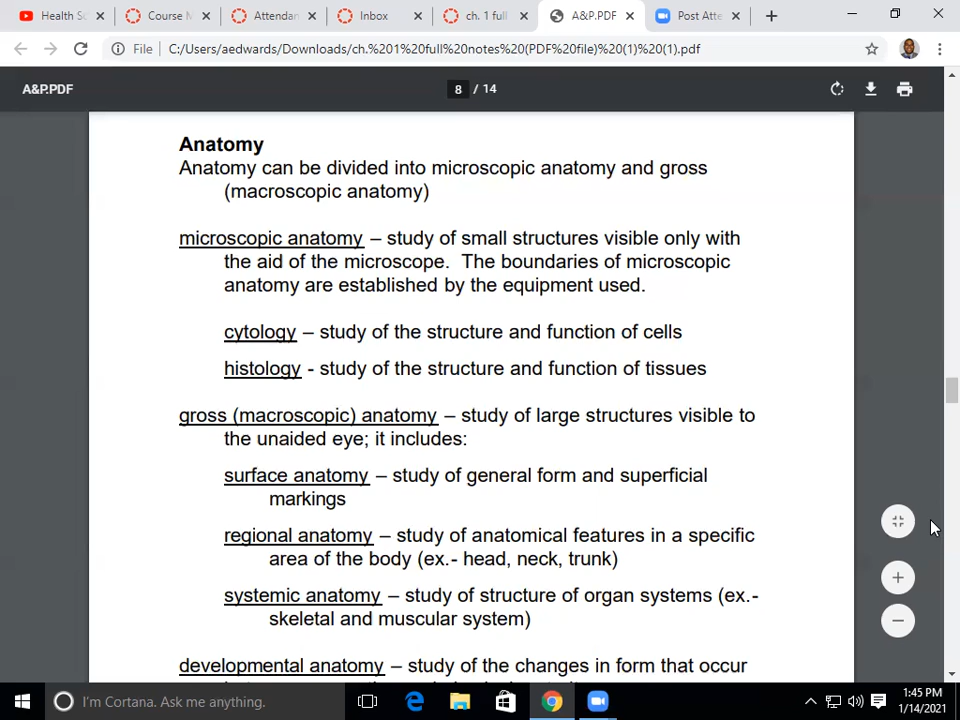 Health Sc
Course M
Attendan
Inbox
ch. 1 full
A&P.PDF
Post Atte
File
C:/Users/aedwards/Downloads/ch.%201%20full%20notes%20(PDF%20file)%20(1)%20(1).pdf
A&P.PDF
8 / 14
Anatomy
Anatomy can be divided into microscopic anatomy and gross
(macroscopic anatomy)
microscopic anatomy – study of small structures visible only with
the aid of the microscope. The boundaries of microscopic
anatomy are established by the equipment used.
cytology – study of the structure and function of cells
histology - study of the structure and function of tissues
gross (macroscopic) anatomy – study of large structures visible to
the unaided eye; it includes:
surface anatomy – study of general form and superficial
markings
regional anatomy – study of anatomical features in a specific
area of the body (ex.- head, neck, trunk)
systemic anatomy – study of structure of organ systems (ex.-
skeletal and muscular system)
developmental anatomy – study of the changes in form that occur
I'm Cortana. Ask me anything.
1:45 PM
1/14/2021